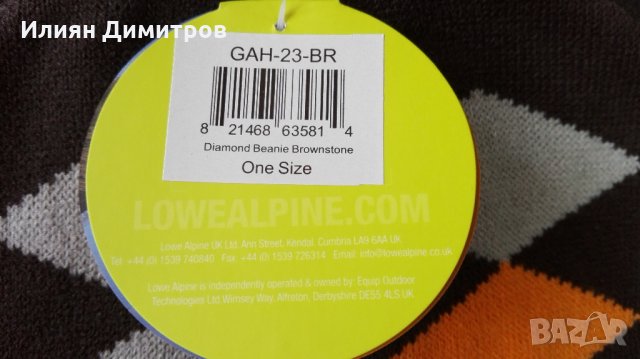 Илиян Димитров
GAH-23-BR
8 21468 63581 4
Diamond Beanie Brownstone
One Size
LOWEALPINE.COM
Lowe Alpine UK Ltd, Ann Street, Kendal, Cumbria LA9 6AA UK.
Tel: +44 (0) 1539 740840 Fax: +44 (0) 1539 726314 Email: info@lowealpine.co.uk
Lowe Alpine is independently operated & owned by: Equip Outdoor
Technologies Ltd Wimsey Way, Alfreton, Derbyshire DE55 4LS UK
BAZAR.BG